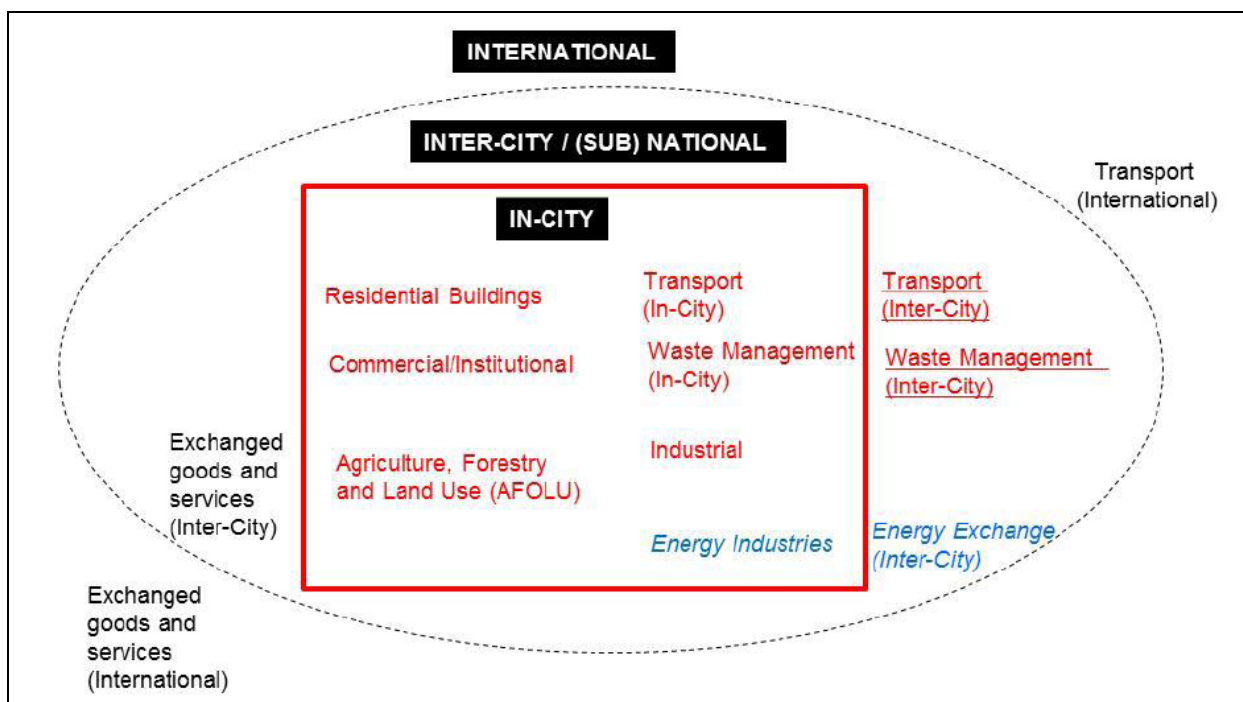 INTERNATIONAL
INTER-CITY / (SUB) NATIONAL
Transport
(International)
IN-CITY
Residential Buildings
Transport
(In-City)
Transport
(Inter-City)
Commercial/Institutional
Waste Management
(In-City)
Waste Management
(Inter-City)
Exchanged
goods and
services
(Inter-City)
Agriculture, Forestry
and Land Use (AFOLU)
Industrial
Energy Industries
Energy Exchange
(Inter-City)
Exchanged
goods and
services
(International)